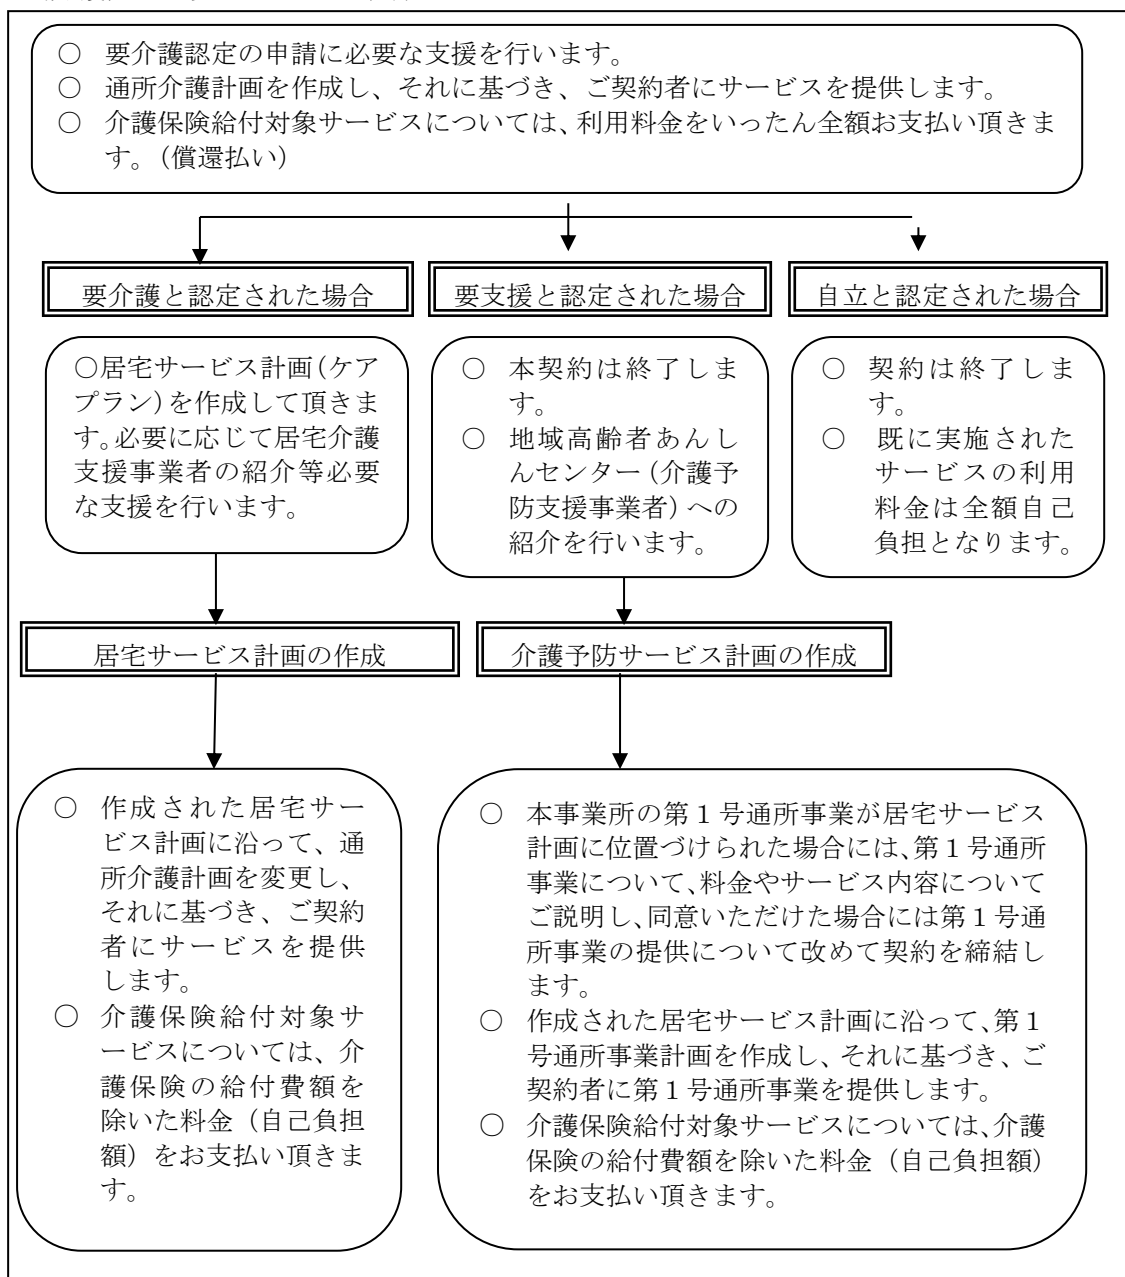 ○ 要介護認定の申請に必要な支援を行います。
○ 通所介護計画を作成し、それに基づき、ご契約者にサービスを提供します。
○ 介護保険給付対象サービスについては、利用料金をいったん全額お支払い頂きま
す。（償還払い）
要介護と認定された場合
要支援と認定された場合
自立と認定された場合
○居宅サービス計画（ケア
プラン）を作成して頂きま
す。必要に応じて居宅介護
支援事業者の紹介等必要
な支援を行います。
○ 本契約は終了しま
す。
○ 地域高齢者あんし
んセンター（介護予
防支援事業者）への
紹介を行います。
○ 契約は終了しま
す。
○ 既に実施された
サービスの利用
料金は全額自己
負担となります。
居宅サービス計画の作成
介護予防サービス計画の作成
○ 作成された居宅サー
ビス計画に沿って、通
所介護計画を変更し、
それに基づき、ご契約
者にサービスを提供
します。
○ 介護保険給付対象サ
ービスについては、介
護保険の給付費額を
除いた料金（自己負担
額）をお支払い頂きま
す。
○ 本事業所の第１号通所事業が居宅サービス
計画に位置づけられた場合には、第１号通所
事業について、料金やサービス内容について
ご説明し、同意いただけた場合には第１号通
所事業の提供について改めて契約を締結し
ます。
○ 作成された居宅サービス計画に沿って、第１
号通所事業計画を作成し、それに基づき、ご
契約者に第１号通所事業を提供します。
○ 介護保険給付対象サービスについては、介護
保険の給付費額を除いた料金（自己負担額）
をお支払い頂きます。